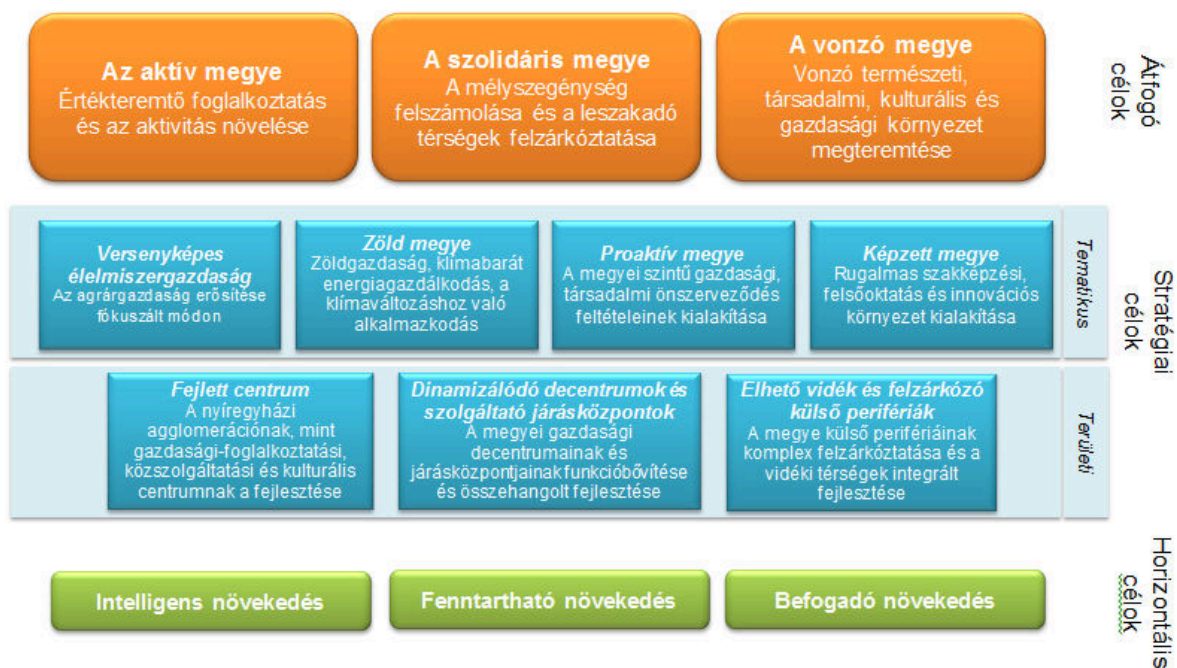 Az aktív megye
Értékteremtő foglalkoztatás
és az aktivitás növelése
A szolidáris megye
A mélyszegénység
felszámolása és a leszakadó
térségek felzárkóztatása
A vonzó megye
Vonzó természeti,
társadalmi, kulturális és
gazdasági környezet
megteremtése
Átfogó
célok
Versenyképes
élelmiszergazdaság
Az agrárgazdaság erősítése
fókuszált módon
Zöld megye
Zöldgazdaság, klímabarát
energiagazdálkodás, a
klímaváltozáshoz való
alkalmazkodás
Proaktív megye
A megyei szintű gazdasági,
társadalmi önszerveződés
feltételeinek kialakítása
Képzett megye
Rugalmas szakképzési,
felsőoktatás és innovációs
környezet kialakítása
Tematikus
Stratégiai
célok
Fejlett centrum
A nyíregyházi
agglomerációnak, mint
gazdasági-foglalkoztatási,
közszolgáltatási és kulturális
centrumnak a fejlesztése
Dinamizálódó decentrumok és
szolgáltató járásközpontok
A megyei gazdasági
decentrumainak és
járásközpontjainak funkcióbővítése
és összehangolt fejlesztése
Elhető vidék és felzárkózó
külső perifériák
A megye külső perifériáinak
komplex felzárkóztatása és a
vidéki térségek integrált
fejlesztése
Területi
Intelligens növekedés
Fenntartható növekedés
Befogadó növekedés
Horizontális
célok